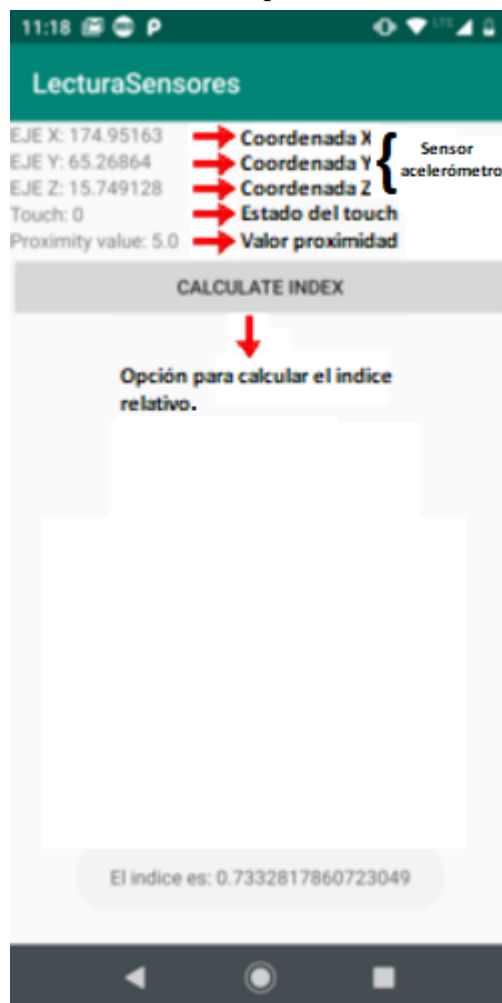 11:18 P LTE
LecturaSensores
EJE X: 174.95163 Coordenada X
EJE Y: 65.26864 Coordenada Y
EJE Z: 15.749128 Coordenada Z
Sensor
acelerómetro
Touch: 0 Estado del touch
Proximity value: 5.0 Valor proximidad
CALCULATE INDEX
Opción para calcular el indice
relativo.
El indice es: 0.7332817860723049